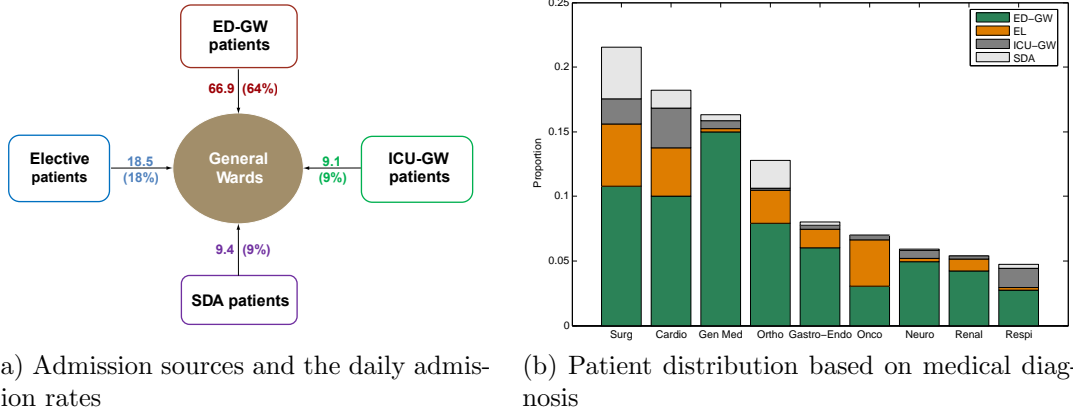 ED-GW
patients
66.9 (64%)
Elective
patients
18.5
(18%)
General
Wards
9.1
(9%)
ICU-GW
patients
9.4 (9%)
SDA patients
a) Admission sources and the daily admis-
ion rates
0.25
0.2
0.15
0.1
0.05
0
Proportion
ED−GW
EL
ICU−GW
SDA
Surg Cardio Gen Med Ortho Gastro−Endo Onco Neuro Renal Respi
(b) Patient distribution based on medical diag-
nosis